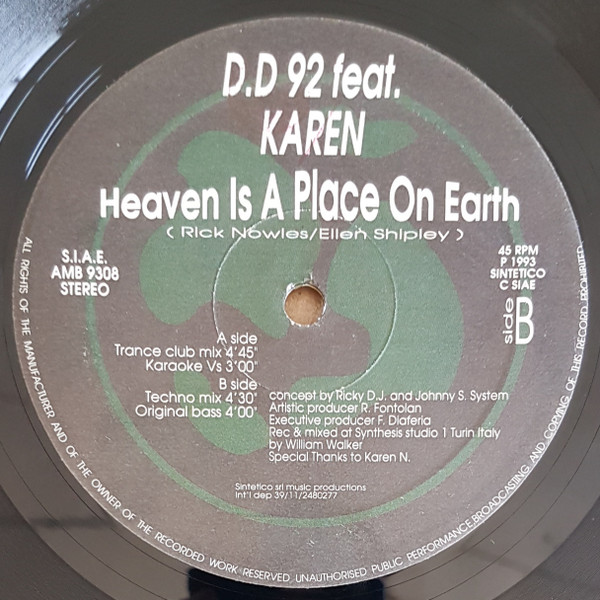 D.D 92 feat.
KAREN
Heaven Is A Place On Earth
( Rick Nowles/Ellen Shipley )
S.I.A.E.
AMB 9308
STEREO
45 RPM
P 1993
SINTETICO
C SIAE
side B
A side
Trance club mix 4'45"
Karaoke Vs 3'00"
B side
Techno mix 4'30"
Original bass 4'00"
concept by Ricky D.J. and Johnny S. System
Artistic producer R. Fontolan
Executive producer F. Diaferia
Rec & mixed at Synthesis studio 1 Turin Italy
by William Walker
Special Thanks to Karen N.
Sintetico srl music productions
Int'l dep 39/11/2480277
ALL RIGHTS OF THE MANUFACTURER AND OF THE OWNER OF THE RECORDED WORK RESERVED, UNAUTHORISED PUBLIC PERFORMANCE BROADCASTING AND COPYING OF THIS RECORD PROHIBITED